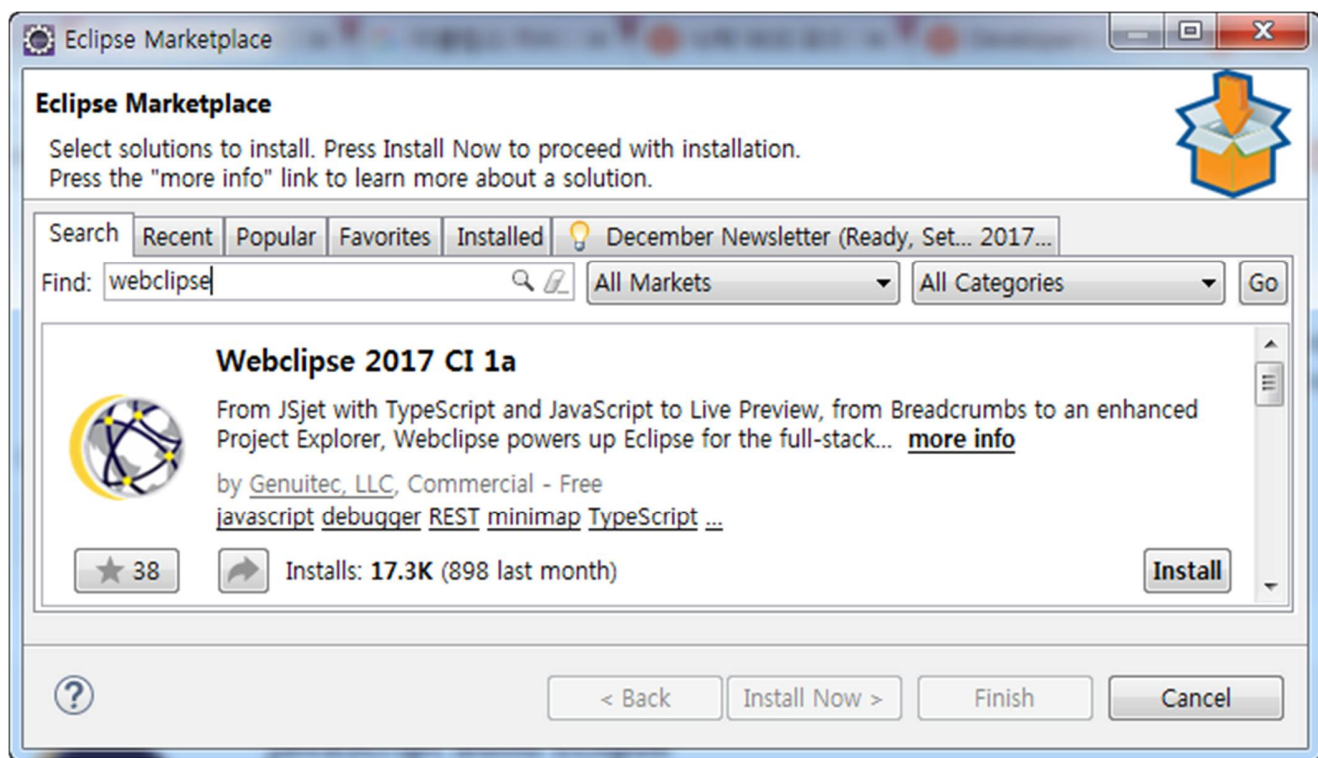 Eclipse Marketplace
Eclipse Marketplace
Select solutions to install. Press Install Now to proceed with installation.
Press the "more info" link to learn more about a solution.
Search Recent Popular Favorites Installed December Newsletter (Ready, Set... 2017...
Find: webclipse All Markets All Categories Go
Webclipse 2017 CI 1a
From JSjet with TypeScript and JavaScript to Live Preview, from Breadcrumbs to an enhanced
Project Explorer, Webclipse powers up Eclipse for the full-stack... more info
by Genuitec, LLC, Commercial - Free
javascript debugger REST minimap TypeScript ...
38 Installs: 17.3K (898 last month) Install
? < Back Install Now > Finish Cancel